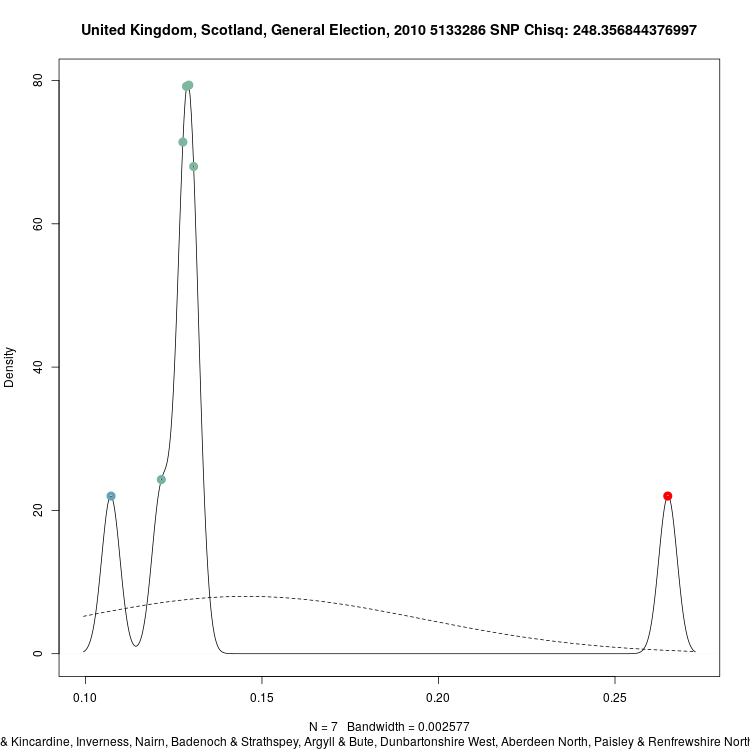 United Kingdom, Scotland, General Election, 2010 5133286 SNP Chisq: 248.356844376997
80
60
40
20
0
Density
0.10 0.15 0.20 0.25
N = 7 Bandwidth = 0.002577
& Kincardine, Inverness, Nairn, Badenoch & Strathspey, Argyll & Bute, Dunbartonshire West, Aberdeen North, Paisley & Renfrewshire North